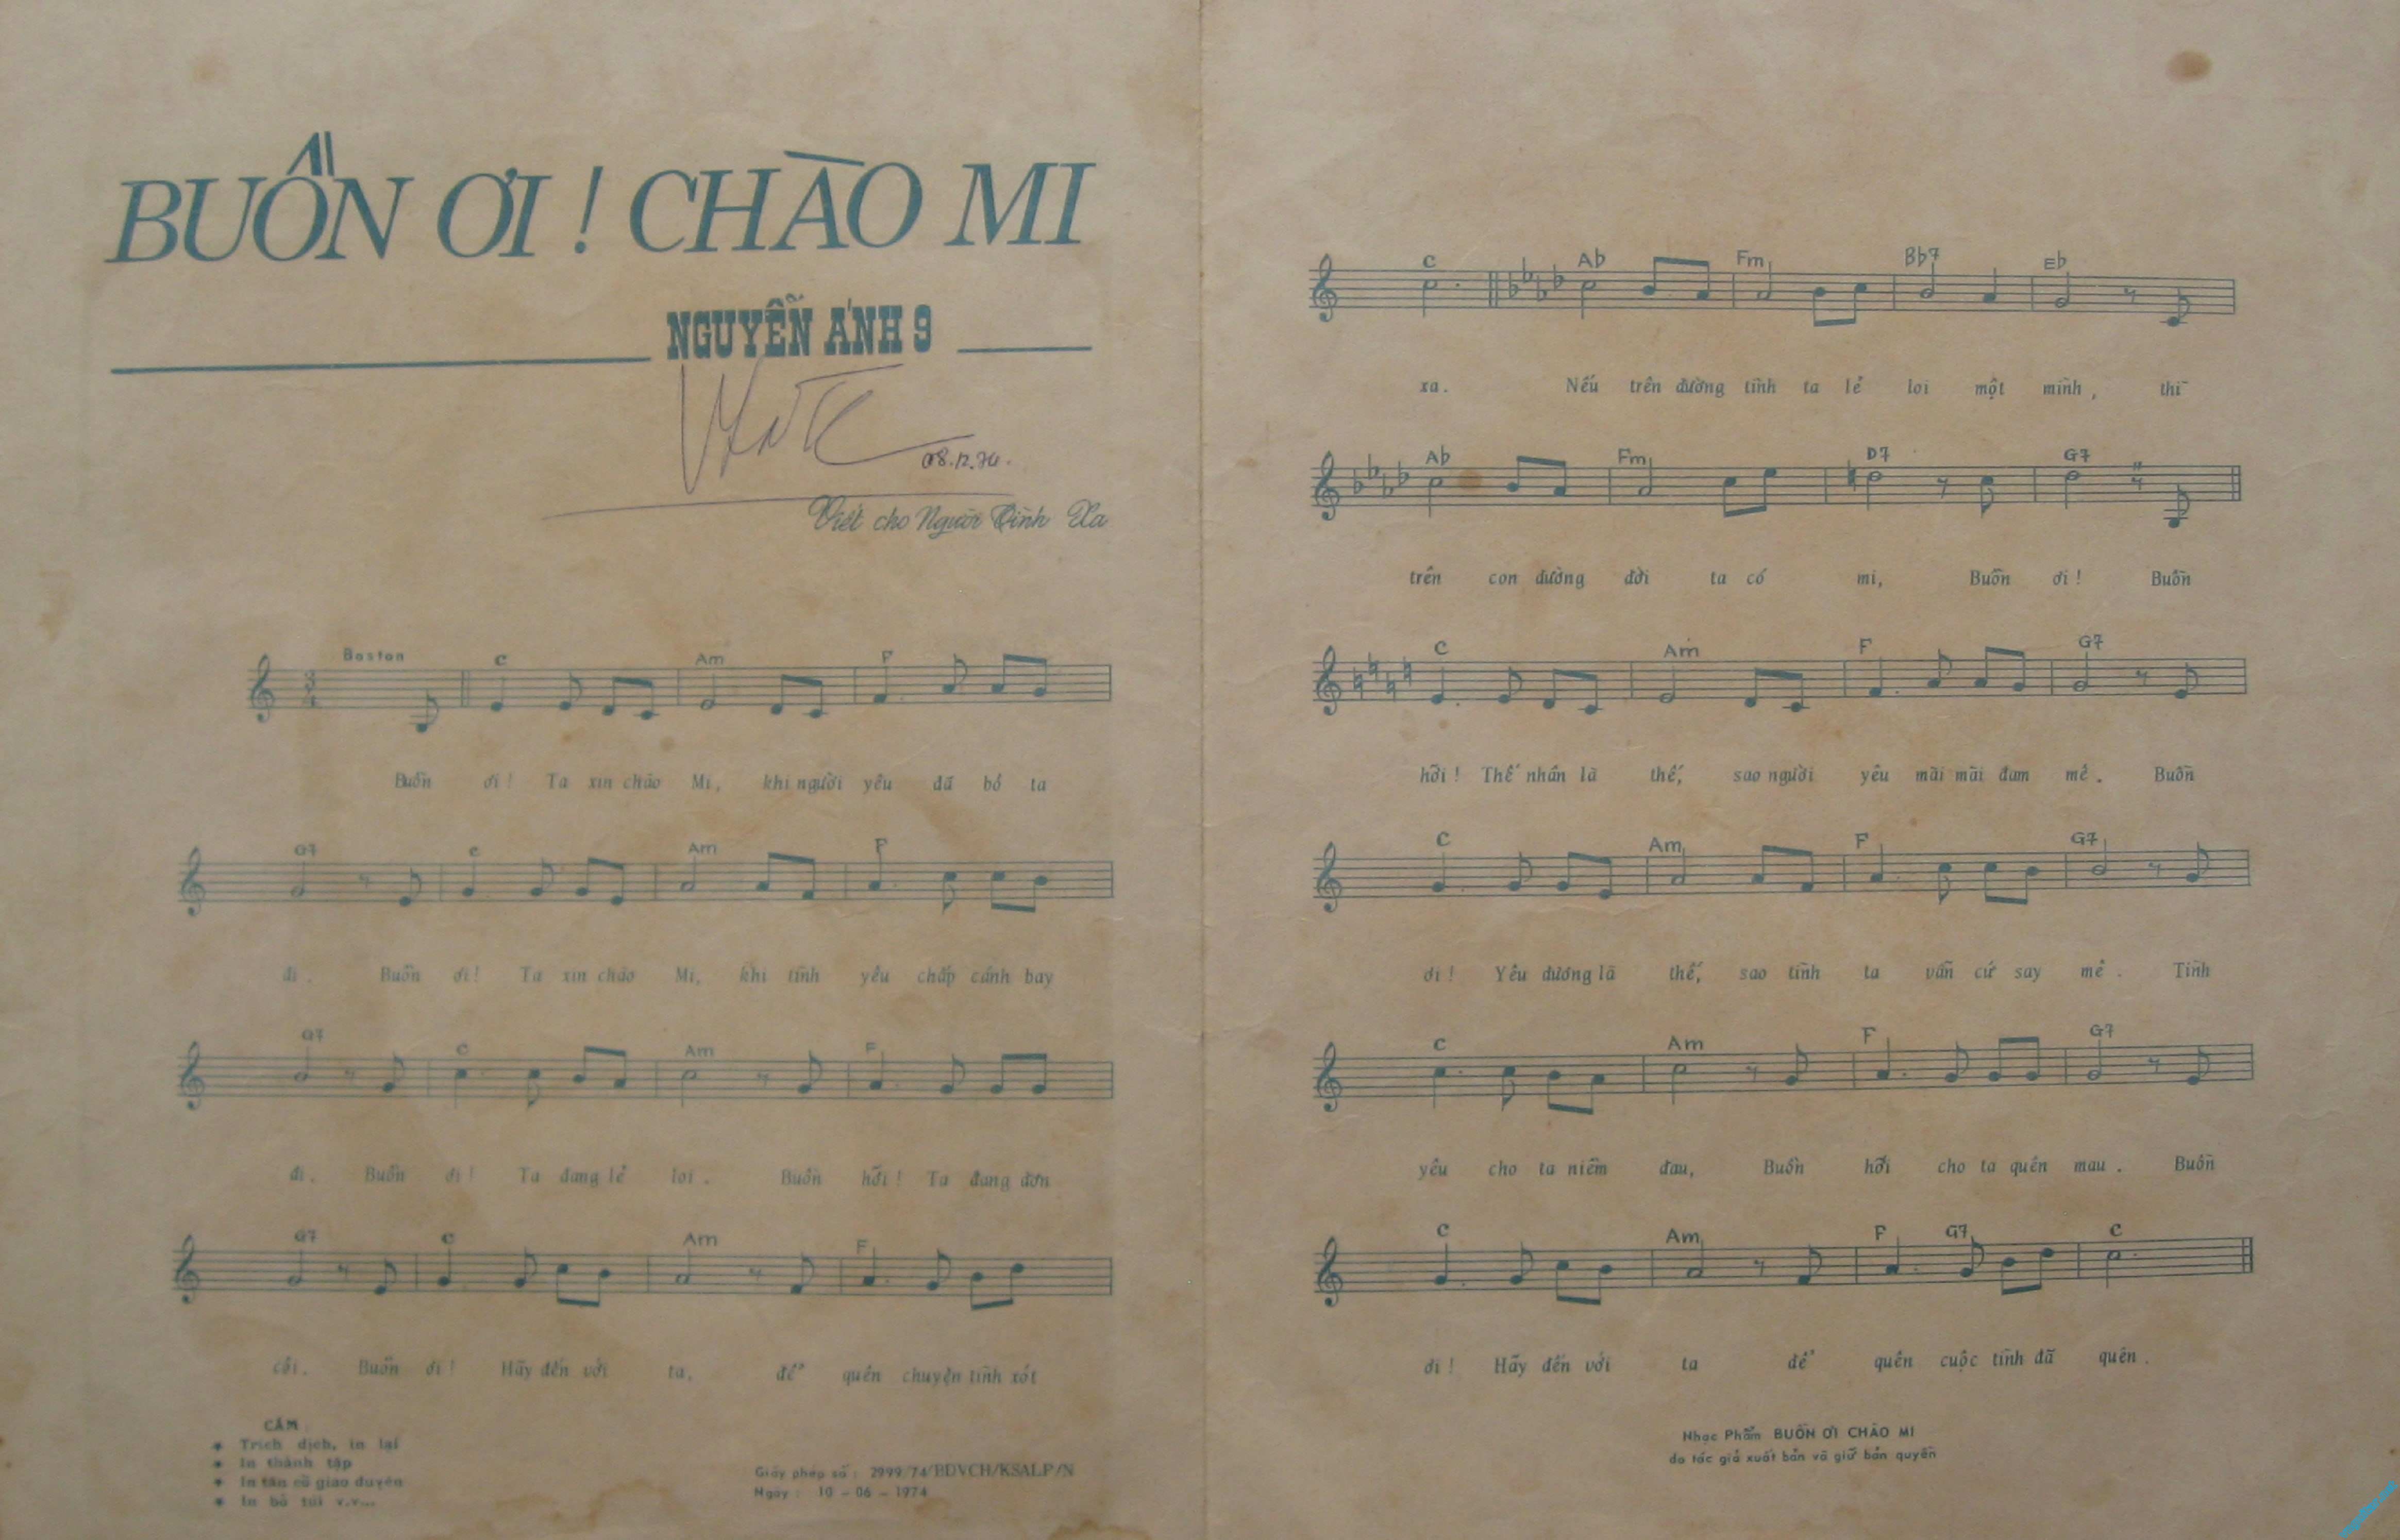 BUỒN ƠI ! CHÀO MI
NGUYỄN ÁNH 9
08.12.74.
Viết cho Người Tình Xa
Boston
C Am F
Buồn ơi ! Ta xin chào Mi, khi người yêu đã bỏ ta
G7 C Am F
đi . Buồn ơi ! Ta xin chào Mi, khi tình yêu chấp cánh bay
G7 C Am F
đi . Buồn ơi ! Ta đang lẻ loi . Buồn hỡi ! Ta đang đơn
G7 C Am F
côi . Buồn ơi ! Hãy đến với ta, để quên chuyện tình xót
CẤM
* Trích dịch, in lại
* In thành tập
* In tân cổ giao duyên
* In bỏ túi v.v...
Giấy phép số : 2999/74/BDVCH/KSALP/N
Ngày : 10 - 06 - 1974
C Ab Fm Bb7 Eb
xa . Nếu trên đường tình ta lẻ loi một mình , thì
Ab Fm D7 G7
trên con đường đời ta có mi, Buồn ơi ! Buồn
C Am F G7
hỡi ! Thế nhân là thế, sao người yêu mãi mãi đam mê . Buồn
C Am F G7
ơi ! Yêu đương là thế, sao tình ta vẫn cứ say mê . Tình
C Am F G7
yêu cho ta niềm đau, Buồn hỡi cho ta quên mau . Buồn
C Am F G7 C
ơi ! Hãy đến với ta để quên cuộc tình đã quên .
Nhạc Phẩm BUỒN ƠI CHÀO MI
do tác giả xuất bản và giữ bản quyền